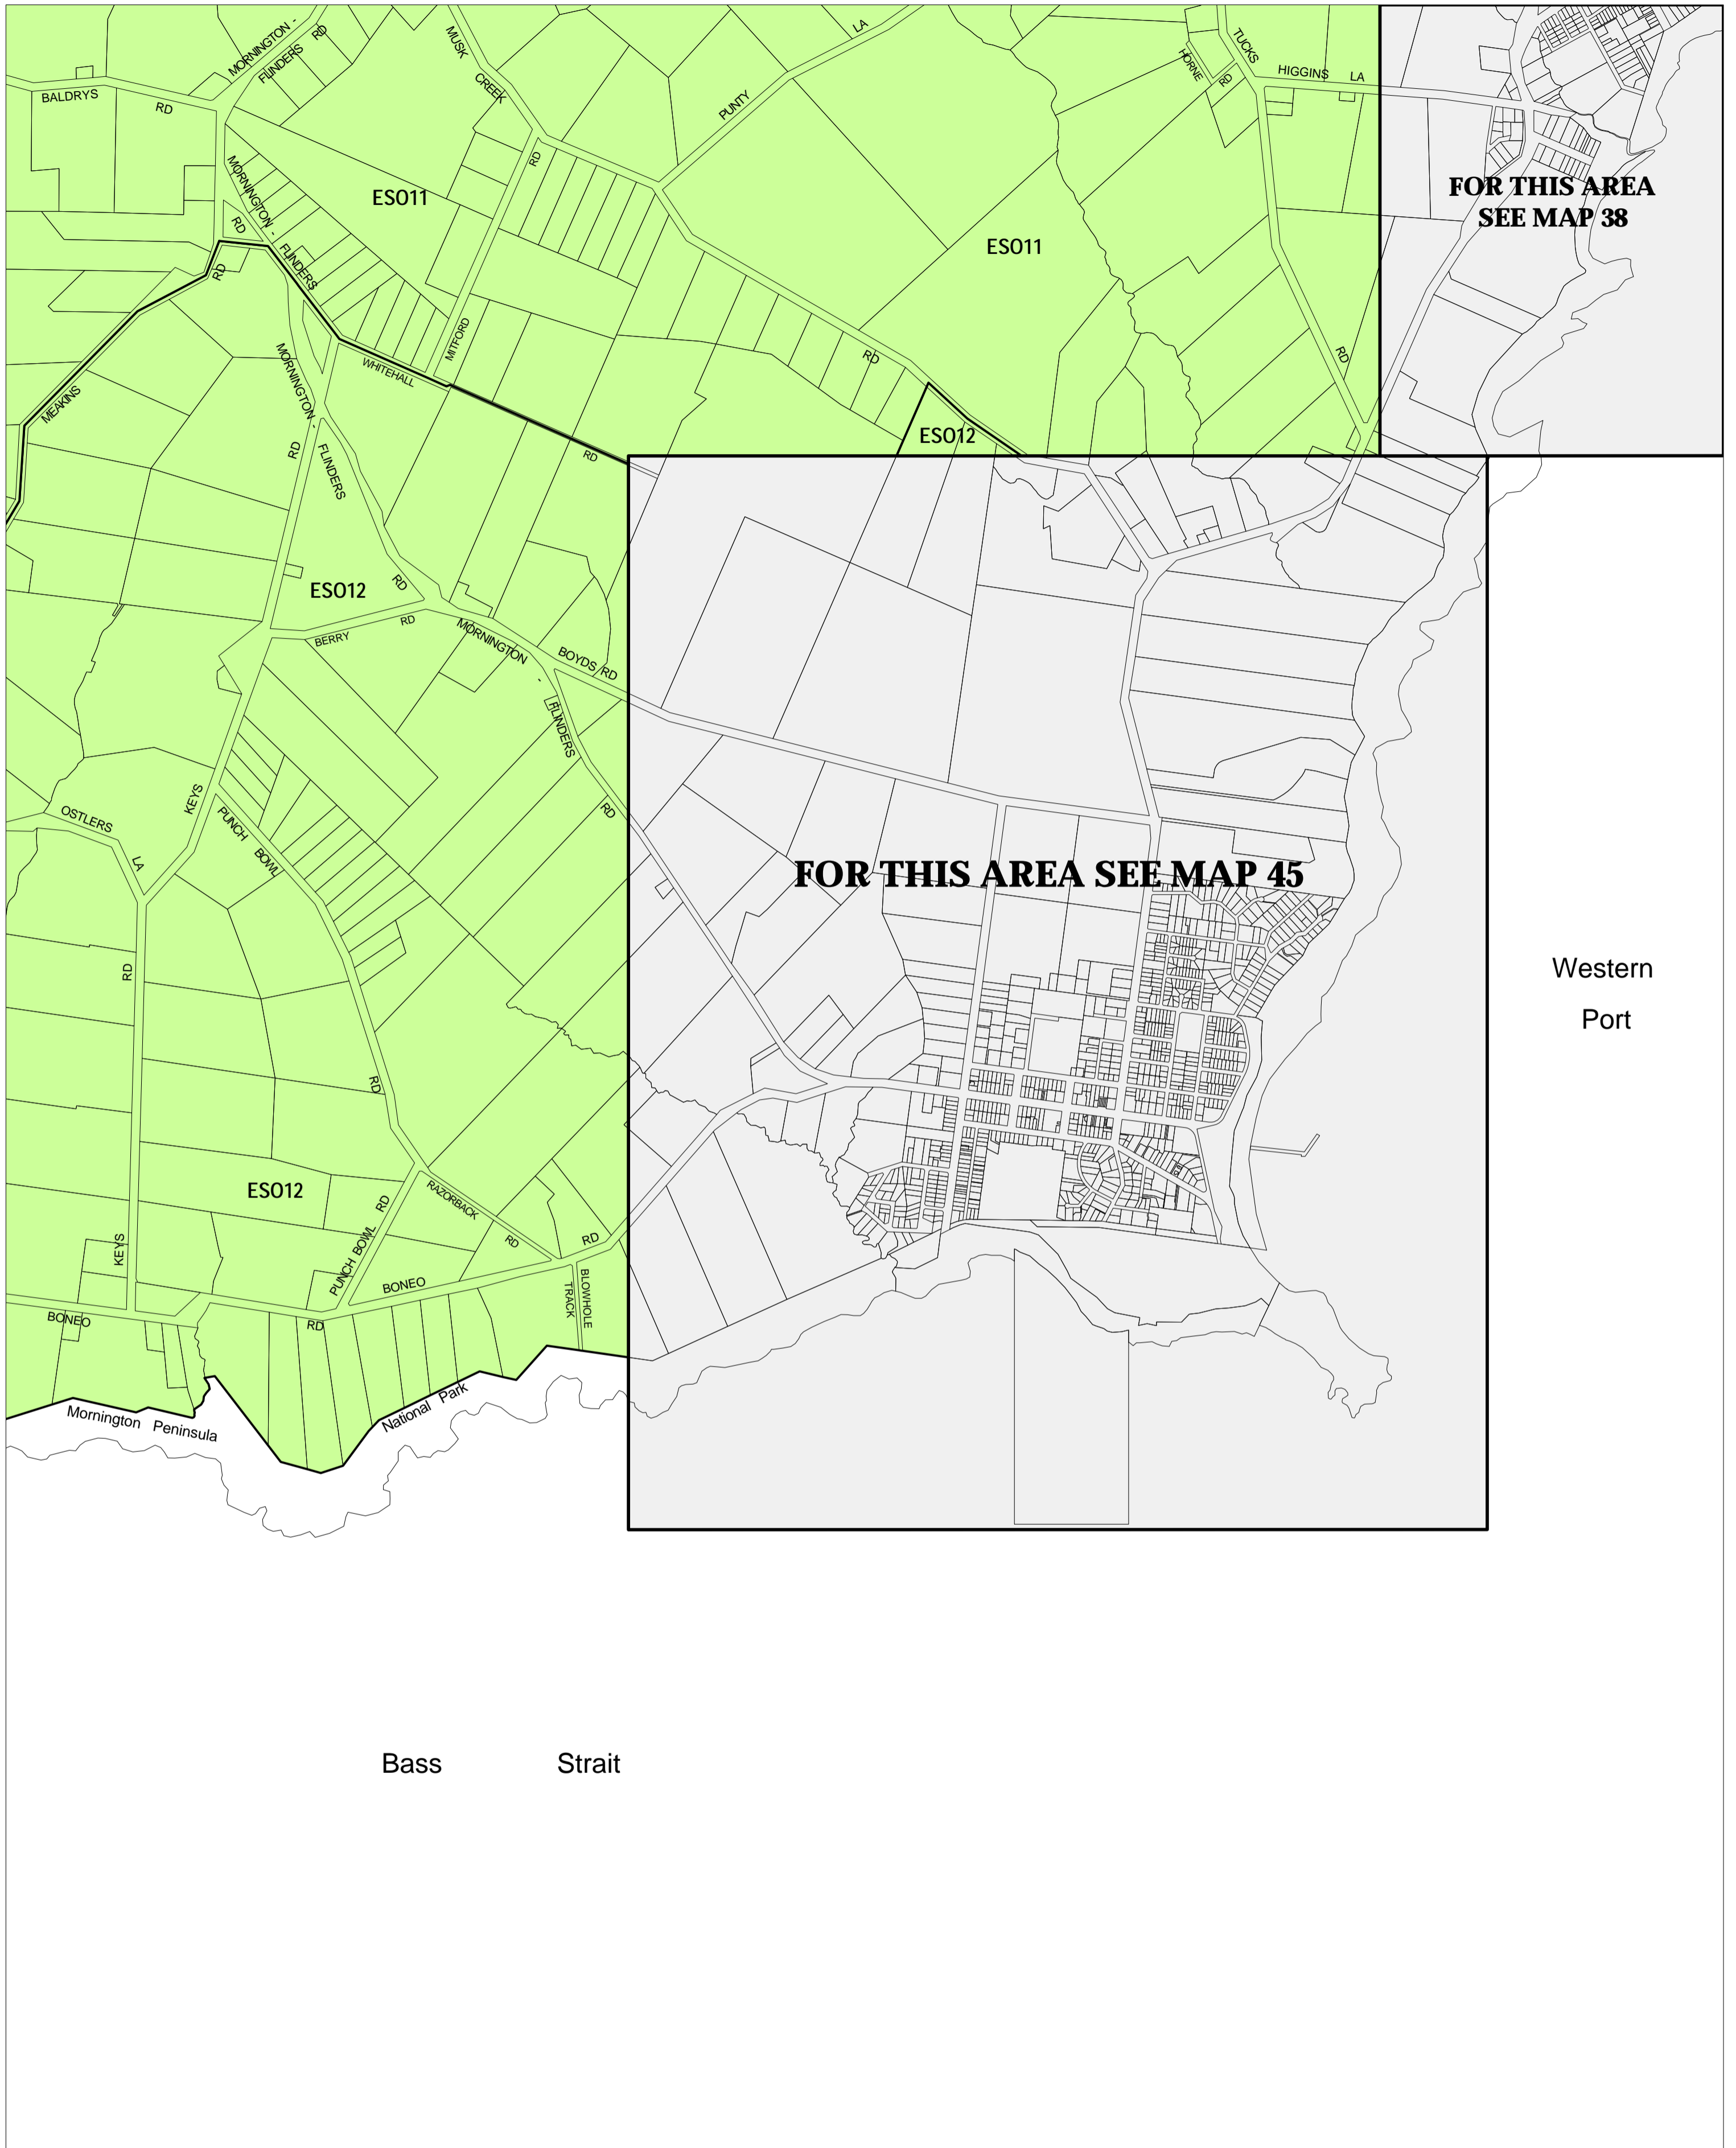 MORNINGTON -
FLINDERS
RD
MUSK
CREEK
RD
LA
PUNTY
TUCKS
HORNE
RD
HIGGINS LA
BALDRYS
RD
FOR THIS AREA
SEE MAP 38
MORNINGTON -
FLINDERS
RD
ESO11
ESO11
RD
MEAKINS
MORNINGTON -
FLINDERS
RD
WHITEHALL
RD
MITFORD
RD
RD
ESO12
RD
ESO12
BERRY
RD
MORNINGTON
-
FLINDERS
RD
BOYDS RD
KEYS
PUNCH
BOWL
RD
OSTLERS
LA
FOR THIS AREA SEE MAP 45
RD
Western
Port
ESO12
RAZORBACK
RD
PUNCH BOWL
RD
KEYS
BONEO
RD
BLOWHOLE
TRACK
BONEO
RD
Mornington Peninsula
National Park
Bass Strait